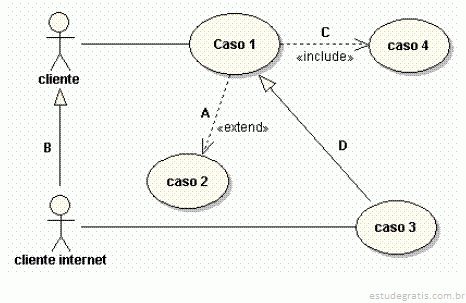 Caso 1
C
«include»
caso 4
cliente
A
«extend»
B
D
caso 2
caso 3
cliente internet
estudegratis.com.br